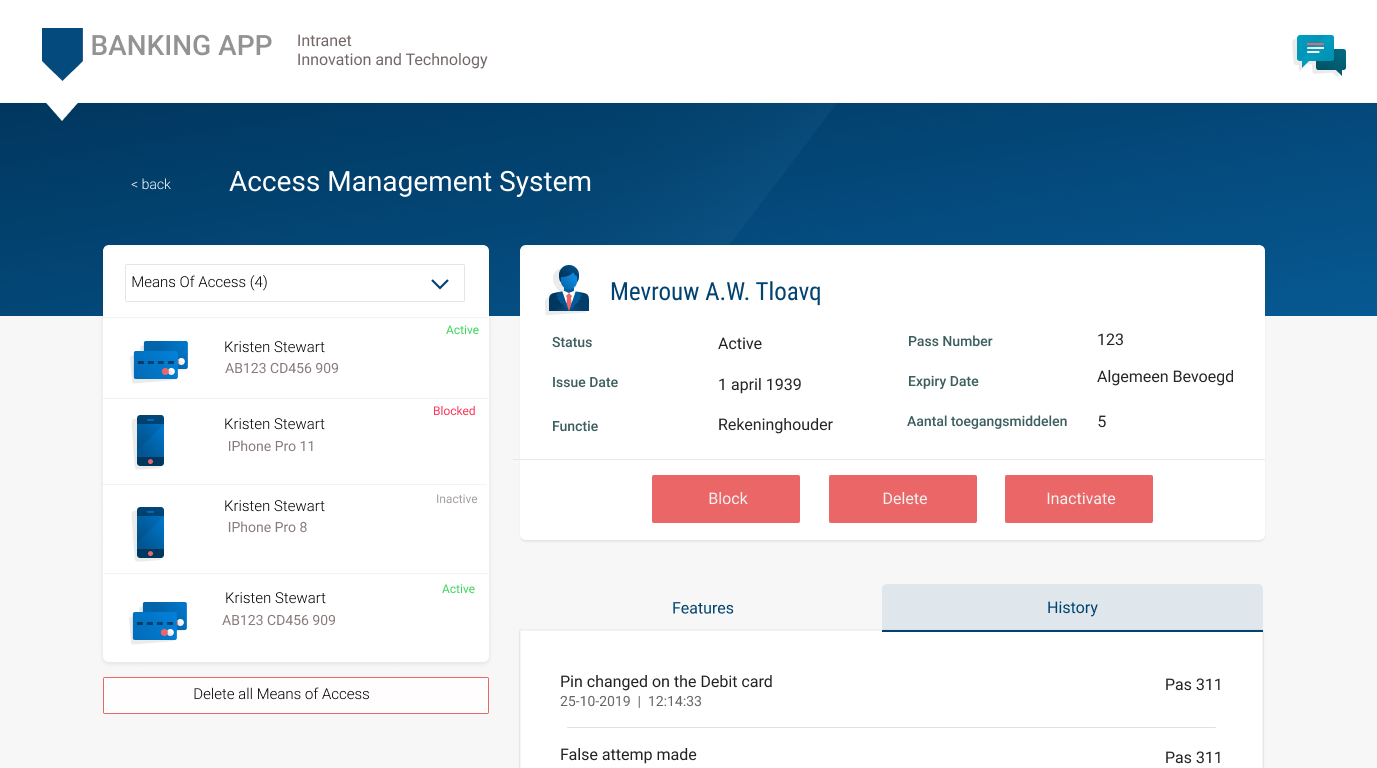 BANKING APP
Intranet
Innovation and Technology
< back
Access Management System
Means Of Access (4)
Active
Kristen Stewart
AB123 CD456 909
Blocked
Kristen Stewart
IPhone Pro 11
Inactive
Kristen Stewart
IPhone Pro 8
Active
Kristen Stewart
AB123 CD456 909
Delete all Means of Access
Mevrouw A.W. Tloavq
Status Active Pass Number 123
Issue Date 1 april 1939 Expiry Date Algemeen Bevoegd
Functie Rekeninghouder Aantal toegangsmiddelen 5
Block Delete Inactivate
Features History
Pin changed on the Debit card Pas 311
25-10-2019 | 12:14:33
False attemp made Pas 311